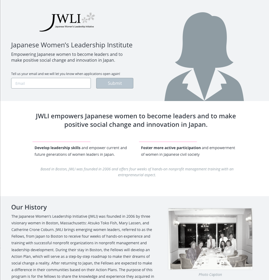 JWLI
Japanese Women's Leadership Initiative
Japanese Women's Leadership Institute
Empowering Japanese women to become leaders and to
make positive social change and innovation in Japan.
Tell us your email and we will let you know when applications open again!
Email
Submit
JWLI empowers Japanese women to become leaders and to make
positive social change and innovation in Japan.
Develop leadership skills and empower current and
future generations of women leaders in Japan.
Foster more active participation and empowerment
of women in Japanese civil society.
Based in Boston, JWLI was founded in 2006 and offers four weeks of hands-on nonprofit management training with an
entrepreneurial aspect.
Our History
The Japanese Women's Leadership Initiative (JWLI) was founded in 2006 by three
visionary women in Boston, Massachusetts: Atsuko Toko Fish, Mary Lassen, and
Catherine Crone Coburn. JWLI brings emerging women leaders, referred to as the
Fellows, from Japan to Boston to receive four weeks of hands-on experience and
training with successful nonprofit organizations in nonprofit management and
leadership development. During their stay in Boston, the Fellows will develop an
Action Plan, which will serve as a step-by-step roadmap to make their dreams of
social change a reality. After returning to Japan, the Fellows are expected to make
a difference in their communities based on their Action Plans. The purpose of this
program is for the Fellows to share the knowledge and experience they acquired in
Photo Caption